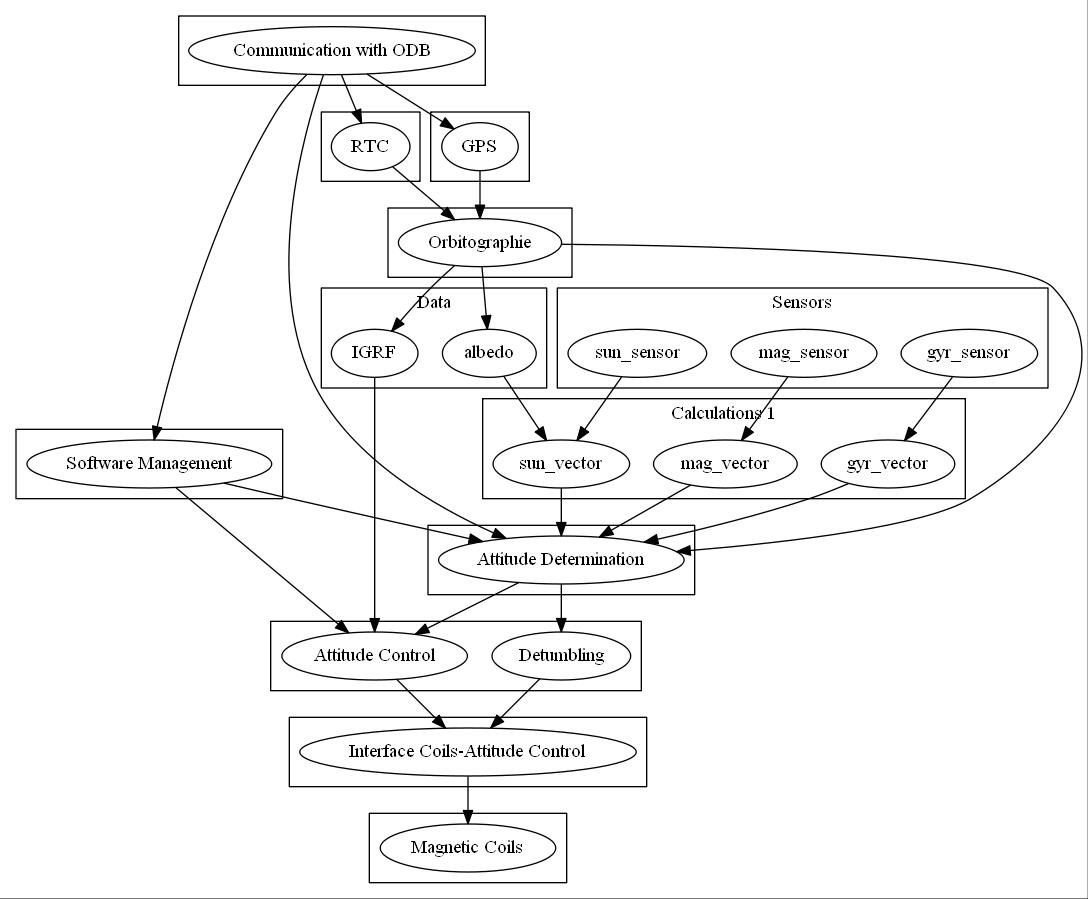 Communication with ODB
RTC
GPS
Orbitographie
Data
Sensors
IGRF
albedo
sun_sensor
mag_sensor
gyr_sensor
Calculations 1
Software Management
sun_vector
mag_vector
gyr_vector
Attitude Determination
Attitude Control
Detumbling
Interface Coils-Attitude Control
Magnetic Coils